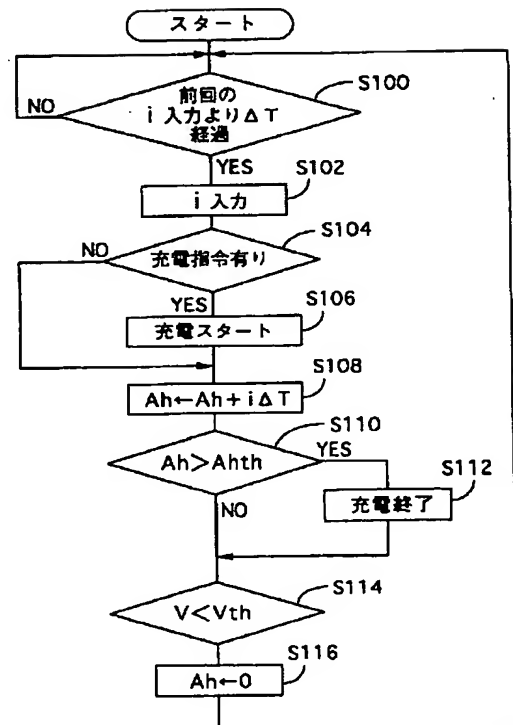 スタート
S100
前回の
i 入力よりΔT
経過
NO
YES
S102
i 入力
S104
NO
充電指令有り
YES
S106
充電スタート
S108
Ah←Ah+iΔT
S110
Ah>Ahth
YES
S112
充電終了
NO
S114
V<Vth
S116
Ah←0